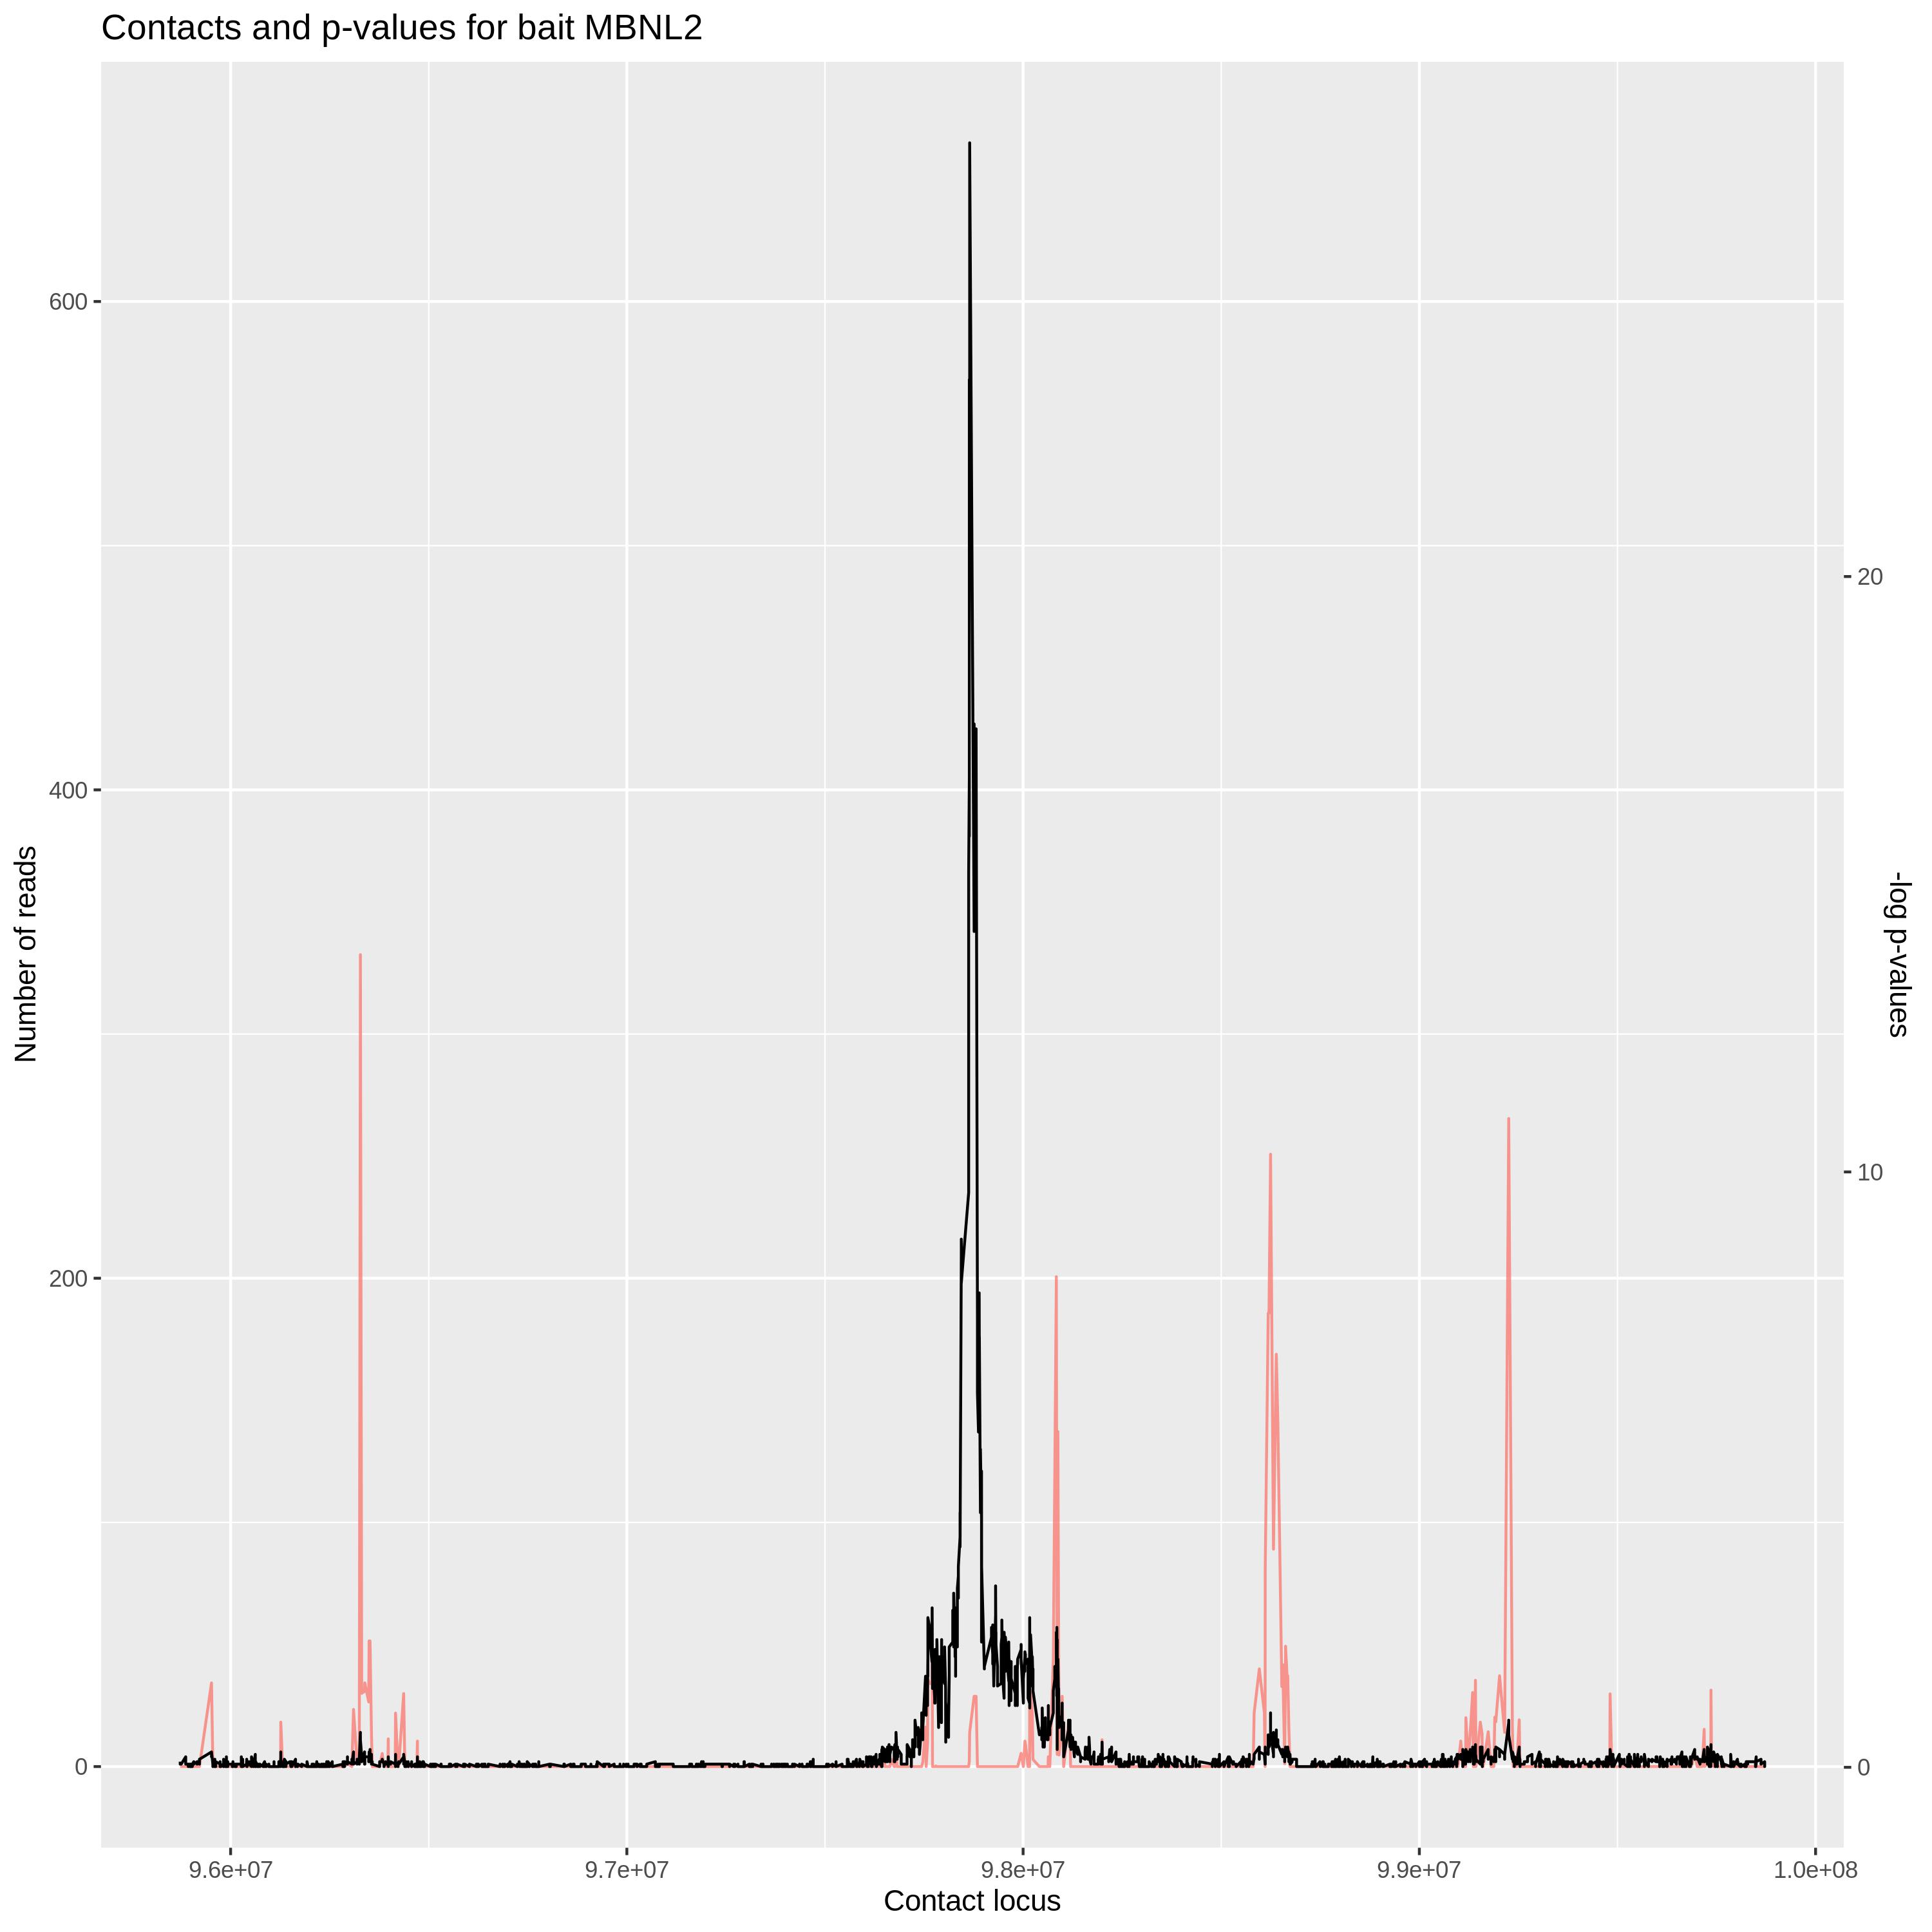 Contacts and p-values for bait MBNL2
600
400
200
0
Number of reads
20
10
0
-log p-values
9.6e+07
9.7e+07
9.8e+07
9.9e+07
1.0e+08
Contact locus